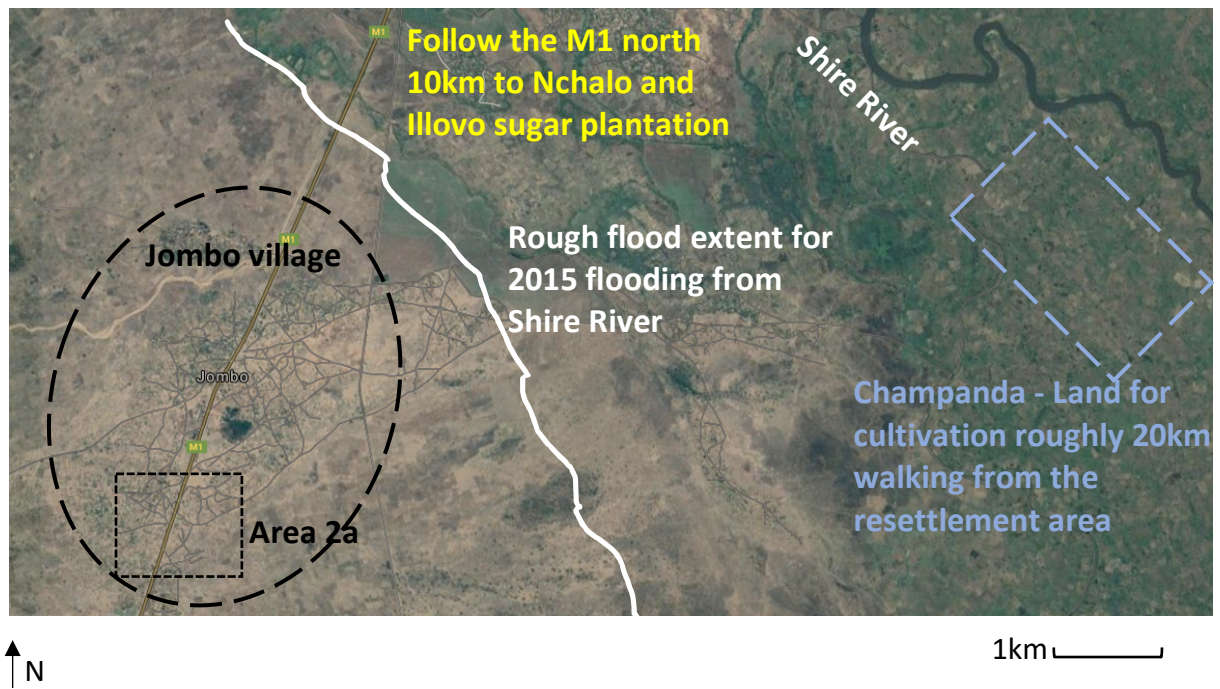 M1
Follow the M1 north
10km to Nchalo and
Illovo sugar plantation
Shire River
M1
Jombo village
Rough flood extent for
2015 flooding from
Shire River
Jombo
M1
Champanda - Land for
cultivation roughly 20km
walking from the
resettlement area
Area 2a
1km
N